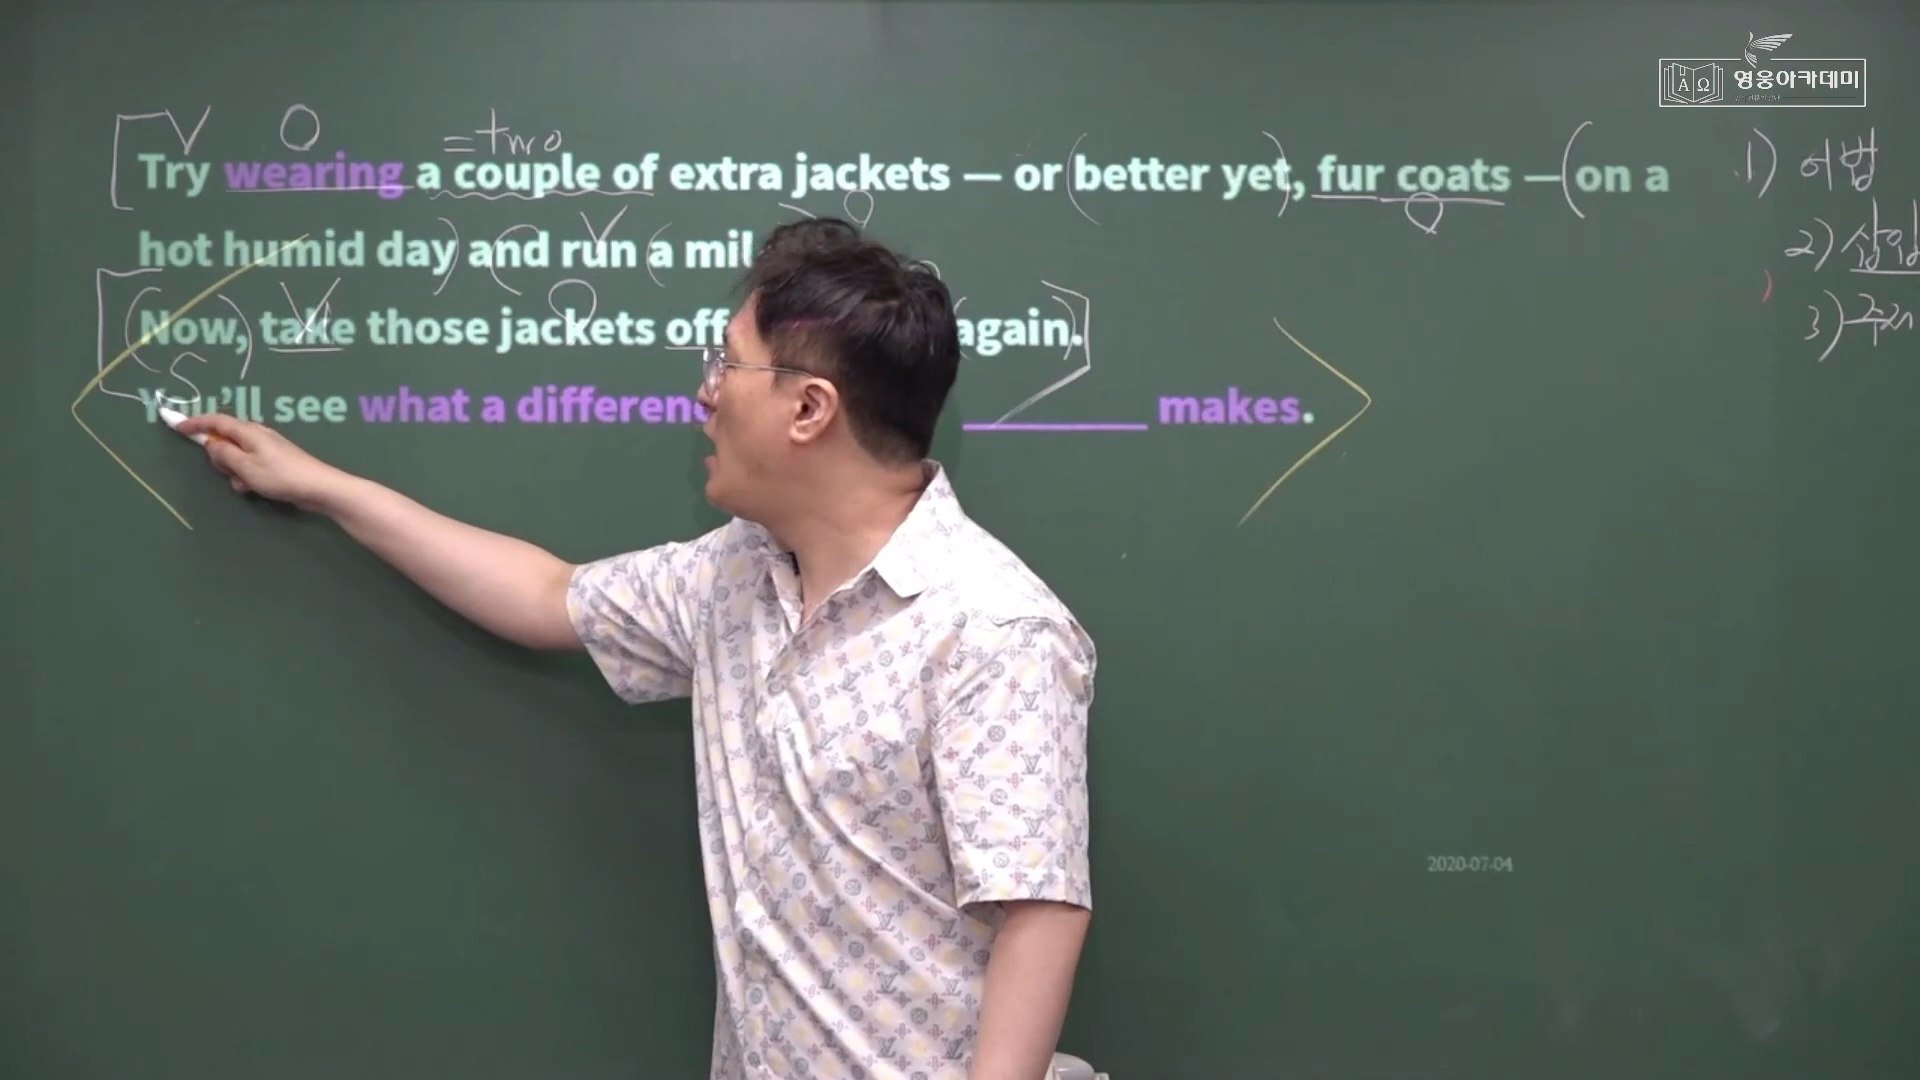 영웅아카데미
V O =two
Try wearing a couple of extra jackets — or (better yet), fur coats — (on a
1) 어법
O
hot humid day) (and run (a mil
V
2) 삽입
(Now, take those jackets off again.
V O
3) 주제
S
You'll see what a differen ______ makes.
2020-07-04